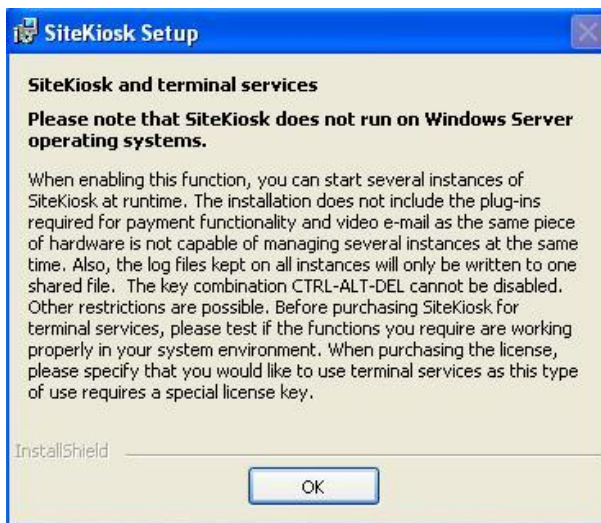 SiteKiosk Setup
SiteKiosk and terminal services
Please note that SiteKiosk does not run on Windows Server
operating systems.
When enabling this function, you can start several instances of
SiteKiosk at runtime. The installation does not include the plug-ins
required for payment functionality and video e-mail as the same piece
of hardware is not capable of managing several instances at the same
time. Also, the log files kept on all instances will only be written to one
shared file.  The key combination CTRL-ALT-DEL cannot be disabled.
Other restrictions are possible. Before purchasing SiteKiosk for
terminal services, please test if the functions you require are working
properly in your system environment. When purchasing the license,
please specify that you would like to use terminal services as this type
of use requires a special license key.
InstallShield
OK